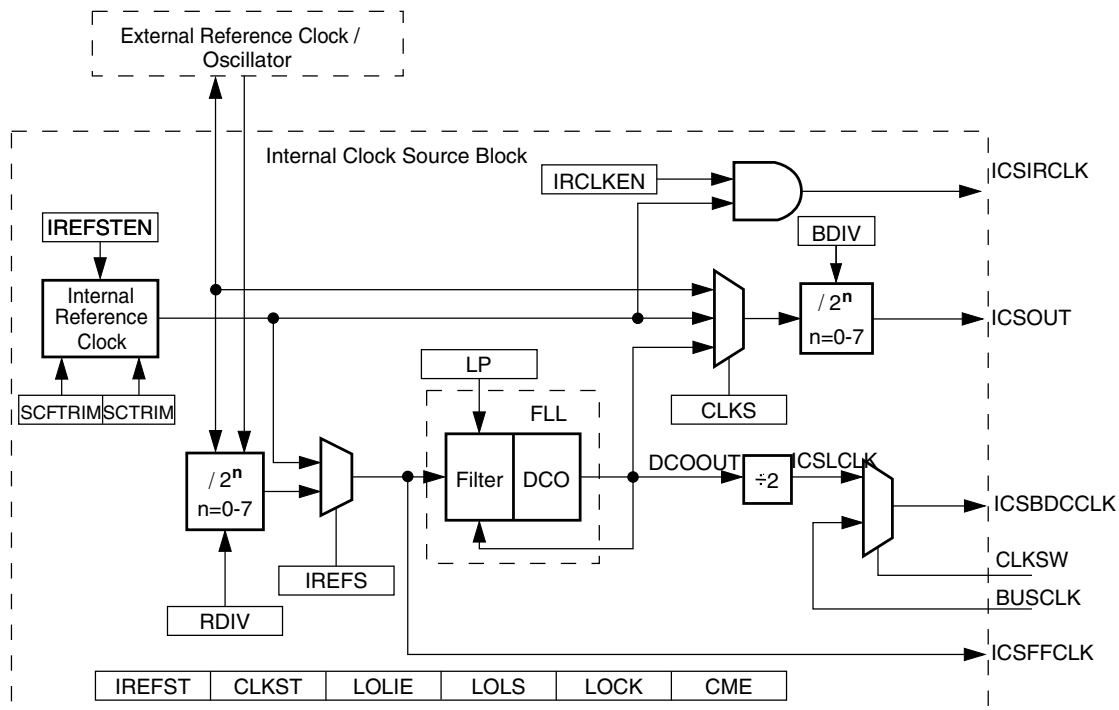 External Reference Clock /
Oscillator
Internal Clock Source Block
IRCLKEN
ICSIRCLK
IREFSTEN
BDIV
Internal
Reference
Clock
/ 2ⁿ
n=0-7
ICSOUT
LP
SCFTRIM SCTRIM
FLL
CLKS
/ 2ⁿ
n=0-7
Filter
DCO
DCOOUT
÷2
ICSLCLK
ICSBDCCLK
IREFS
CLKSW
BUSCLK
RDIV
ICSFFCLK
IREFST CLKST LOLIE LOLS LOCK CME